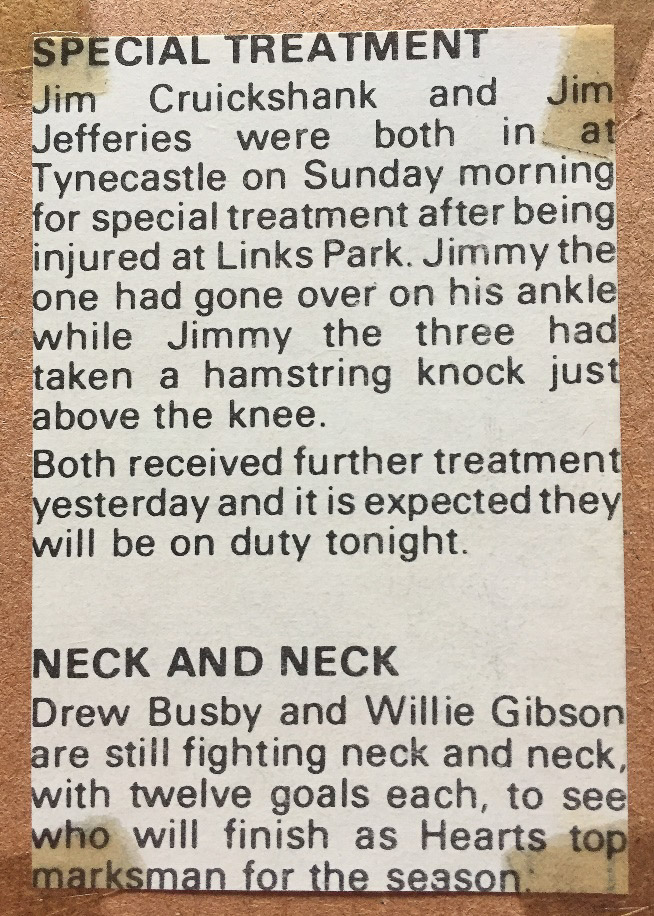 SPECIAL TREATMENT
Jim Cruickshank and Jim
Jefferies were both in at
Tynecastle on Sunday morning
for special treatment after being
injured at Links Park. Jimmy the
one had gone over on his ankle
while Jimmy the three had
taken a hamstring knock just
above the knee.
Both received further treatment
yesterday and it is expected they
will be on duty tonight.
NECK AND NECK
Drew Busby and Willie Gibson
are still fighting neck and neck,
with twelve goals each, to see
who will finish as Hearts top
marksman for the season.